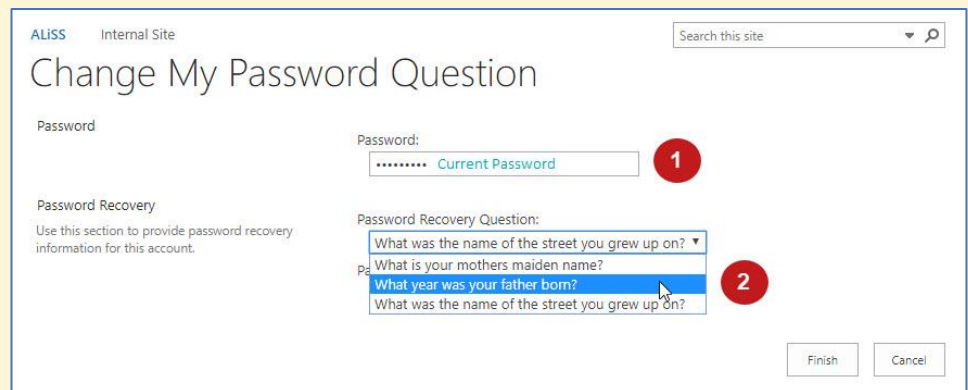 ALiSS Internal Site
Search this site
Change My Password Question
Password
Password:
••••••••• Current Password
1
Password Recovery
Use this section to provide password recovery
information for this account.
Password Recovery Question:
What was the name of the street you grew up on?
What is your mothers maiden name?
What year was your father born?
What was the name of the street you grew up on?
2
Finish Cancel